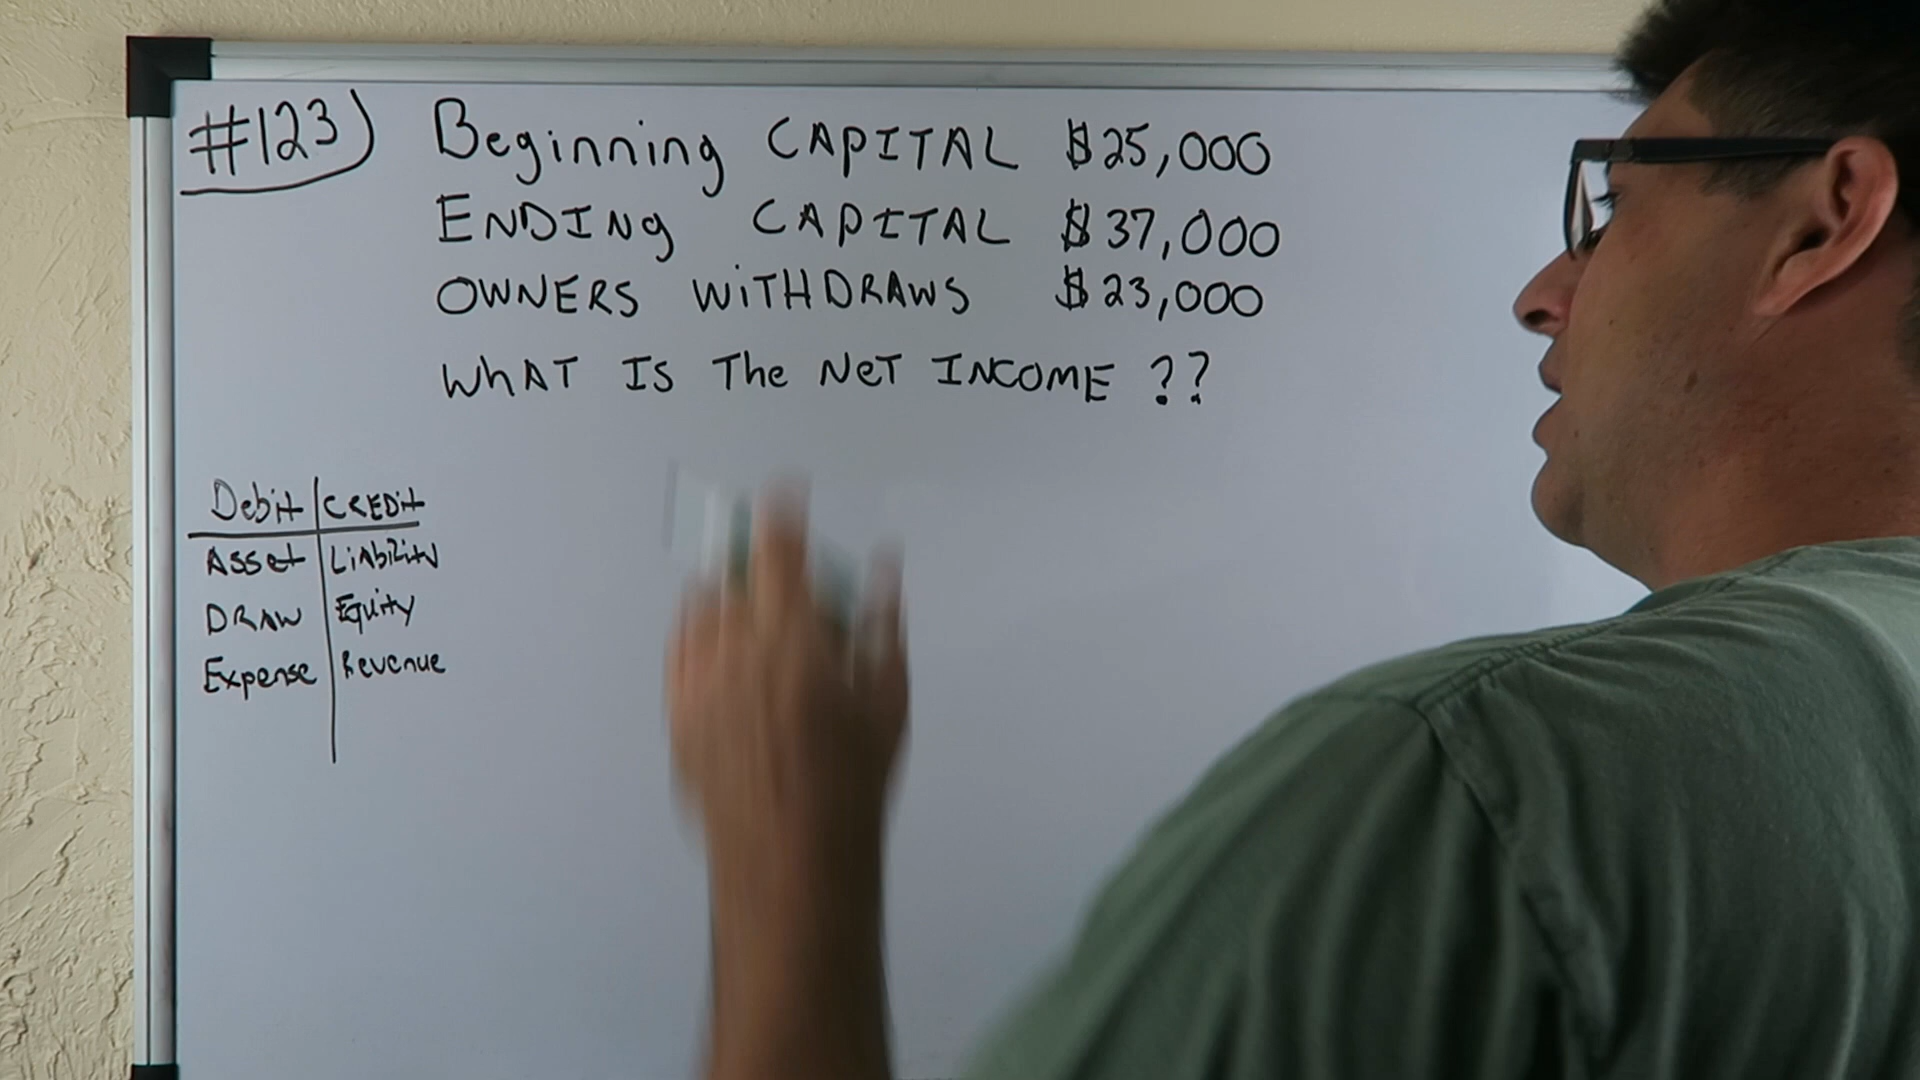 #123) Beginning CAPITAL $25,000
ENDING CAPITAL $37,000
OWNERS WITHDRAWS $23,000
WHAT IS The NET INCOME ??
Debit CREDIT
Asset Liability
DRAW Equity
Expense Revenue